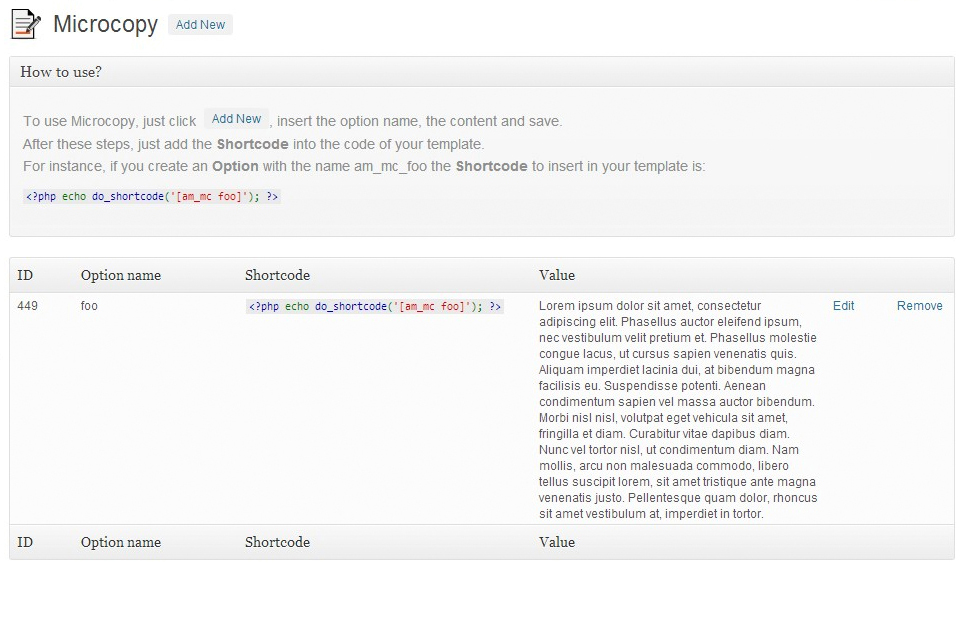 Microcopy Add New
How to use?
To use Microcopy, just click Add New , insert the option name, the content and save.
After these steps, just add the Shortcode into the code of your template.
For instance, if you create an Option with the name am_mc_foo the Shortcode to insert in your template is:
<?php echo do_shortcode('[am_mc foo]'); ?>
ID Option name Shortcode Value
449 foo <?php echo do_shortcode('[am_mc foo]'); ?> Lorem ipsum dolor sit amet, consectetur Edit Remove
adipiscing elit. Phasellus auctor eleifend ipsum,
nec vestibulum velit pretium et. Phasellus molestie
congue lacus, ut cursus sapien venenatis quis.
Aliquam imperdiet lacinia dui, at bibendum magna
facilisis eu. Suspendisse potenti. Aenean
condimentum sapien vel massa auctor bibendum.
Morbi nisl nisl, volutpat eget vehicula sit amet,
fringilla et diam. Curabitur vitae dapibus diam.
Nunc vel tortor nisl, ut condimentum diam. Nam
mollis, arcu non malesuada commodo, libero
tellus suscipit lorem, sit amet tristique ante magna
venenatis justo. Pellentesque quam dolor, rhoncus
sit amet vestibulum at, imperdiet in tortor.
ID Option name Shortcode Value